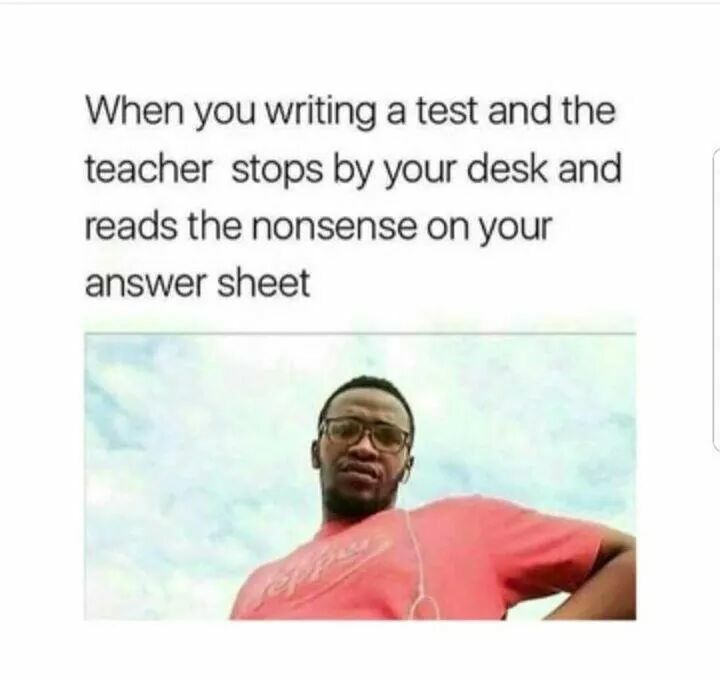 When you writing a test and the
teacher stops by your desk and
reads the nonsense on your
answer sheet